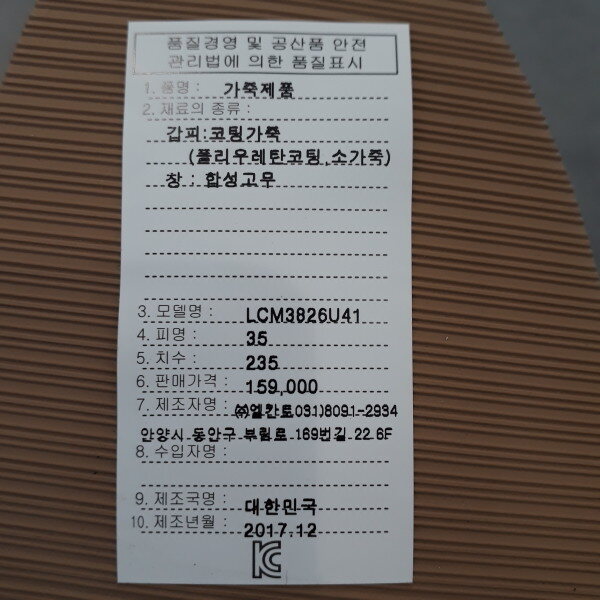 품질경영 및 공산품 안전
관리법에 의한 품질표시
1. 품명 : 가죽제품
2. 재료의 종류 :
갑피:코팅가죽
(폴리우레탄코팅,소가죽)
창 : 합성고무
3. 모델명 : LCM3826U41
4. 피명 : 35
5. 치수 : 235
6. 판매가격 : 159,000
7. 제조자명 : ㈜엘칸토031)8091-2934
안양시 동안구 부림로 169번길 22 6F
8. 수입자명 :
9. 제조국명 : 대한민국
10. 제조년월 : 2017.12
KC